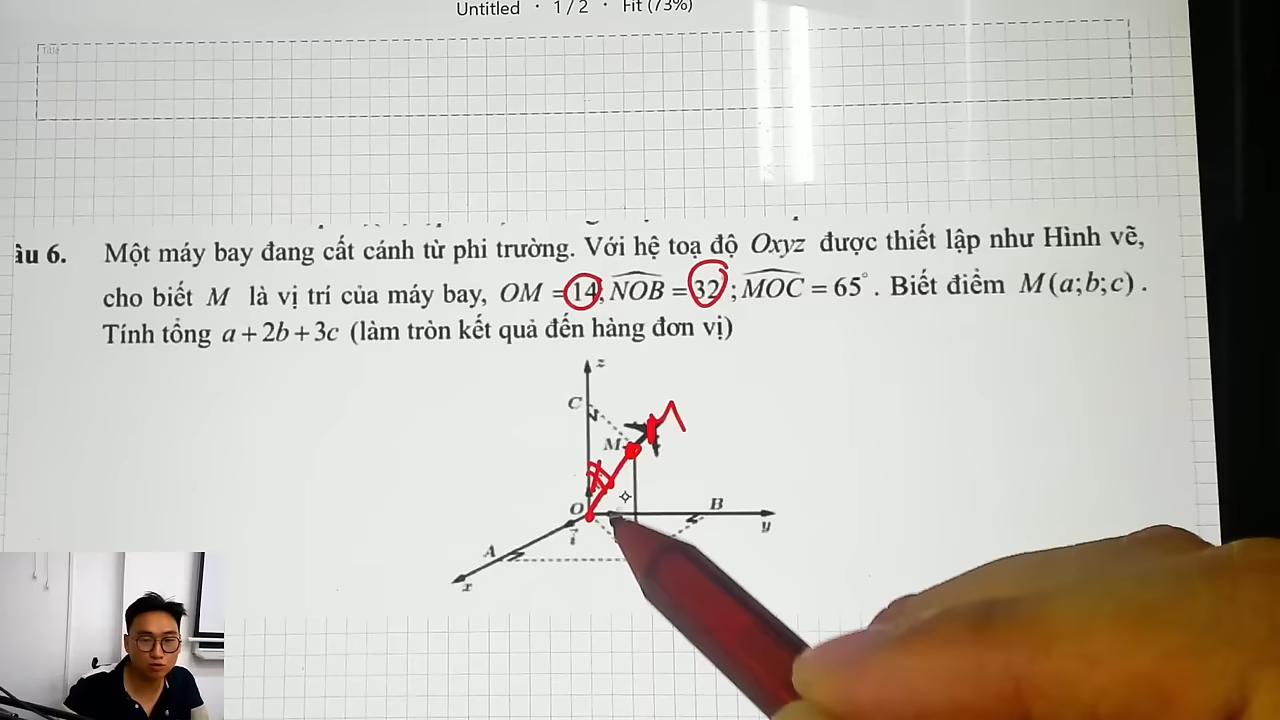 Untitled · 1 / 2 · Fit (73%)
Title
âu 6. Một máy bay đang cất cánh từ phi trường. Với hệ toạ độ Oxyz được thiết lập như Hình vẽ,
cho biết M là vị trí của máy bay, OM = 14; NOB = 32°; MOC = 65°. Biết điểm M(a;b;c).
Tính tổng a + 2b + 3c (làm tròn kết quả đến hàng đơn vị)
z
C
M
O
B
y
i
A
x